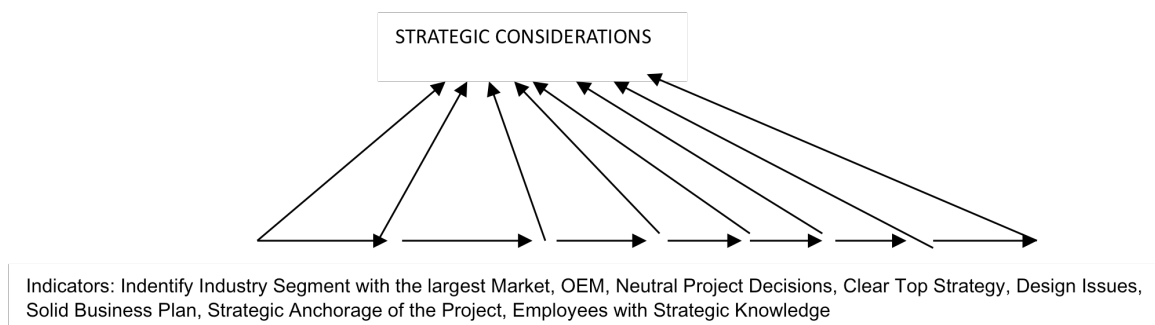 STRATEGIC CONSIDERATIONS
Indicators: Indentify Industry Segment with the largest Market, OEM, Neutral Project Decisions, Clear Top Strategy, Design Issues,
Solid Business Plan, Strategic Anchorage of the Project, Employees with Strategic Knowledge